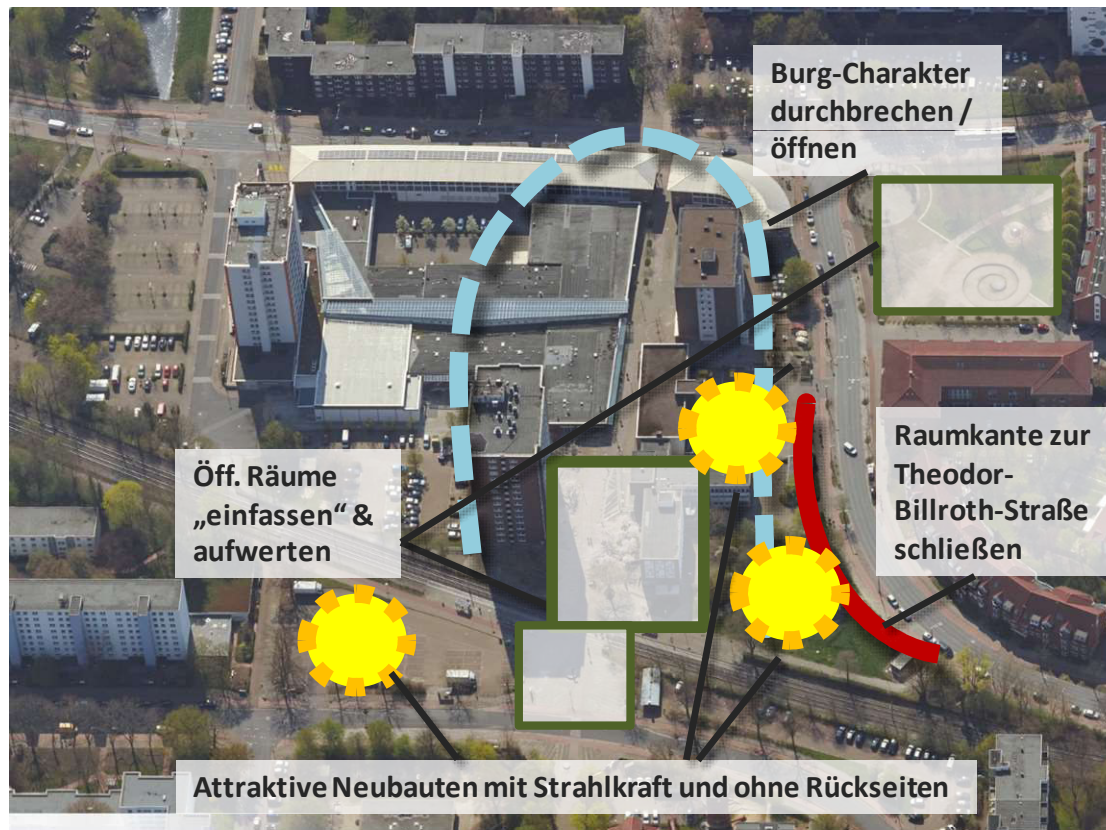 Burg-Charakter
durchbrechen /
öffnen
Öff. Räume
„einfassen“ &
aufwerten
Raumkante zur
Theodor-
Billroth-Straße
schließen
Attraktive Neubauten mit Strahlkraft und ohne Rückseiten